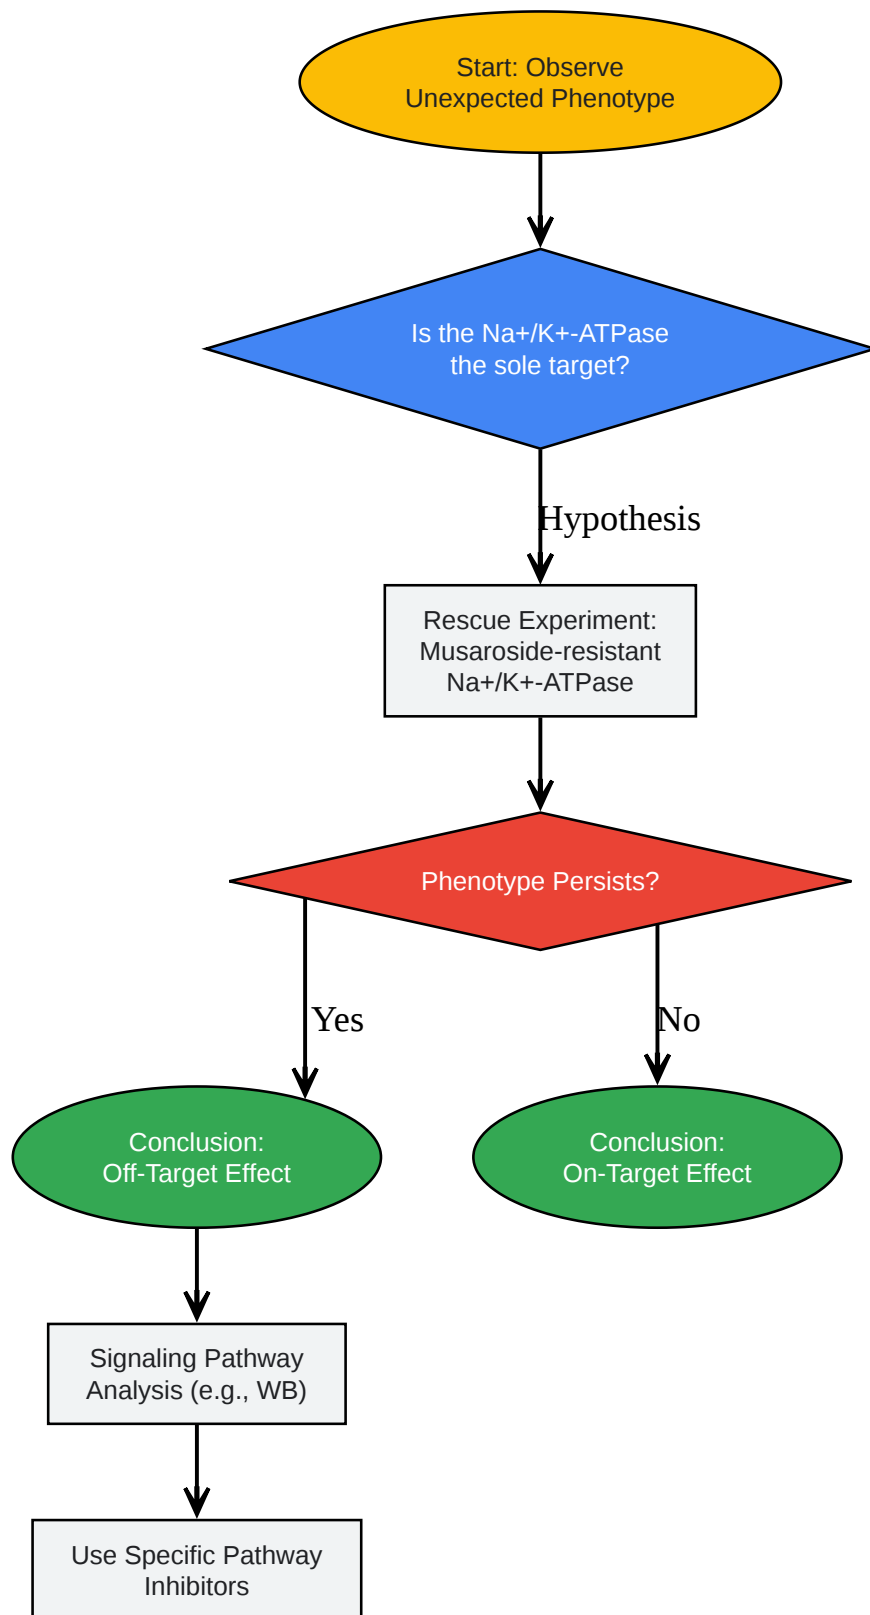 Start: Observe
Unexpected Phenotype
Is the Na+/K+-ATPase
the sole target?
Hypothesis
Rescue Experiment:
Musaroside-resistant
Na+/K+-ATPase
Phenotype Persists?
Yes
No
Conclusion:
Off-Target Effect
Conclusion:
On-Target Effect
Signaling Pathway
Analysis (e.g., WB)
Use Specific Pathway
Inhibitors